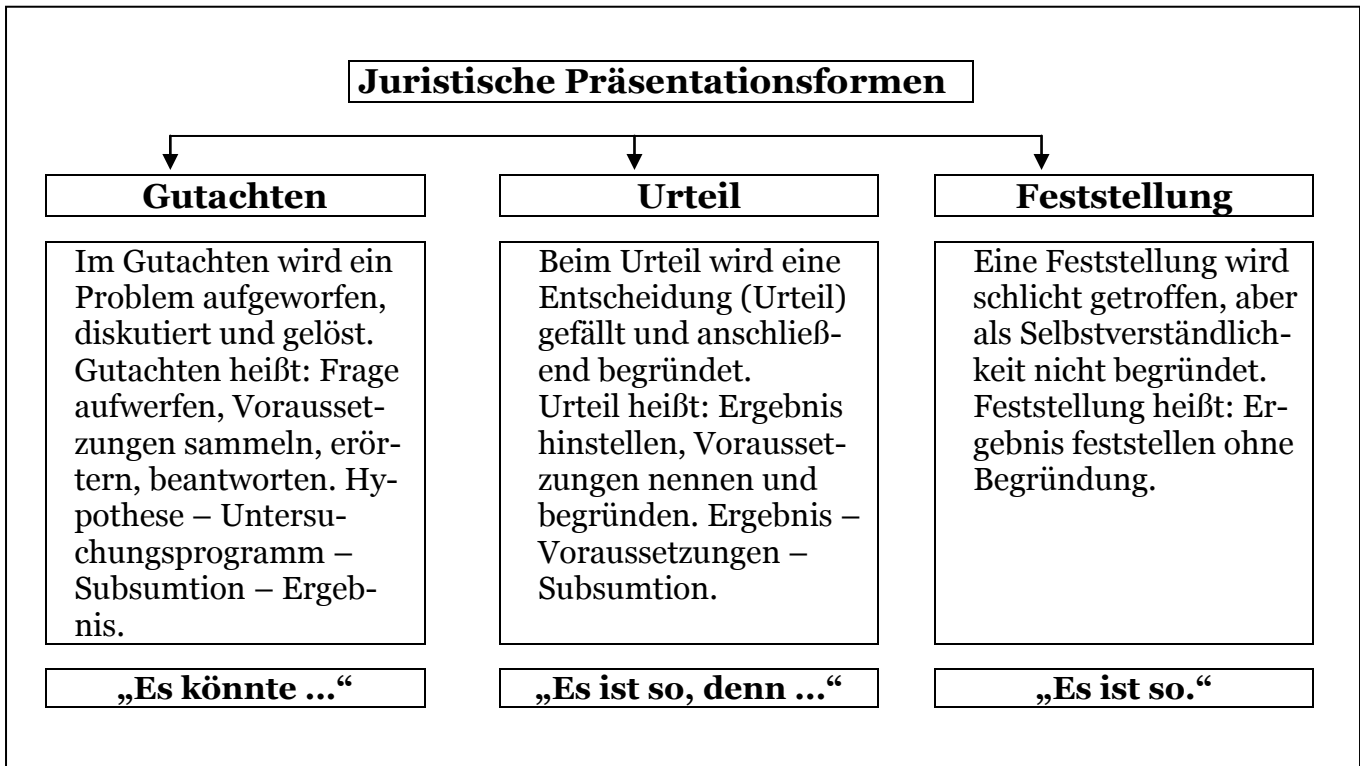 Juristische Präsentationsformen
Gutachten
Im Gutachten wird ein
Problem aufgeworfen,
diskutiert und gelöst.
Gutachten heißt: Frage
aufwerfen, Vorausset-
zungen sammeln, erör-
tern, beantworten. Hy-
pothese – Untersu-
chungsprogramm –
Subsumtion – Ergeb-
nis.
„Es könnte ...“
Urteil
Beim Urteil wird eine
Entscheidung (Urteil)
gefällt und anschließ-
end begründet.
Urteil heißt: Ergebnis
hinstellen, Vorausset-
zungen nennen und
begründen. Ergebnis –
Voraussetzungen –
Subsumtion.
„Es ist so, denn ...“
Feststellung
Eine Feststellung wird
schlicht getroffen, aber
als Selbstverständlich-
keit nicht begründet.
Feststellung heißt: Er-
gebnis feststellen ohne
Begründung.
„Es ist so.“